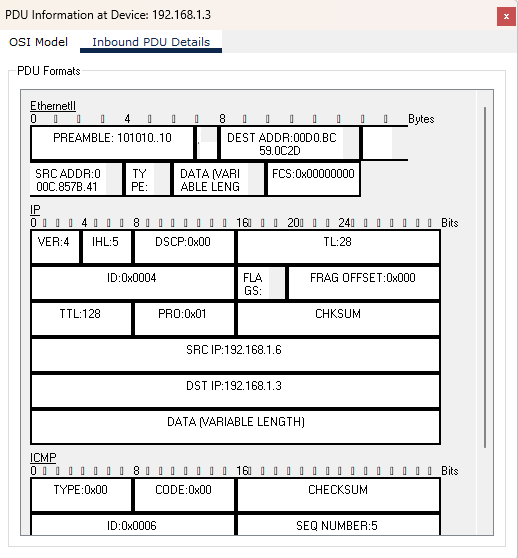 PDU Information at Device: 192.168.1.3
x
OSI Model Inbound PDU Details
PDU Formats
EthernetII
0 4 8 Bytes
PREAMBLE: 101010..10 DEST ADDR:00D0.BC
59.0C2D
SRC ADDR:0 TY DATA (VARI FCS:0x00000000
00C.857B.41 PE: ABLE LENG
IP
0 4 8 16 20 24 Bits
VER:4 IHL:5 DSCP:0x00 TL:28
ID:0x0004 FLA FRAG OFFSET:0x000
GS:
TTL:128 PRO:0x01 CHKSUM
SRC IP:192.168.1.6
DST IP:192.168.1.3
DATA (VARIABLE LENGTH)
ICMP
0 8 16 Bits
TYPE:0x00 CODE:0x00 CHECKSUM
ID:0x0006 SEQ NUMBER:5